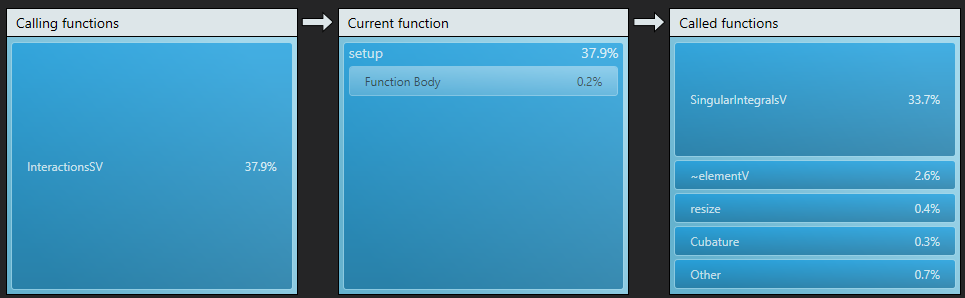 Calling functions
Current function
Called functions
InteractionsSV 37.9%
setup 37.9%
Function Body 0.2%
SingularIntegralsV 33.7%
~elementV 2.6%
resize 0.4%
Cubature 0.3%
Other 0.7%